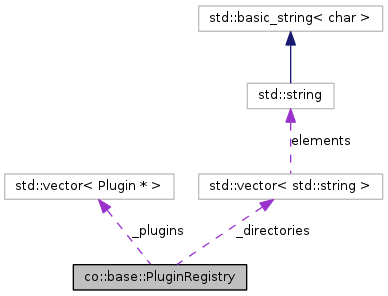 std::basic_string< char >
std::string
elements
std::vector< Plugin * >
std::vector< std::string >
_plugins
_directories
co::base::PluginRegistry